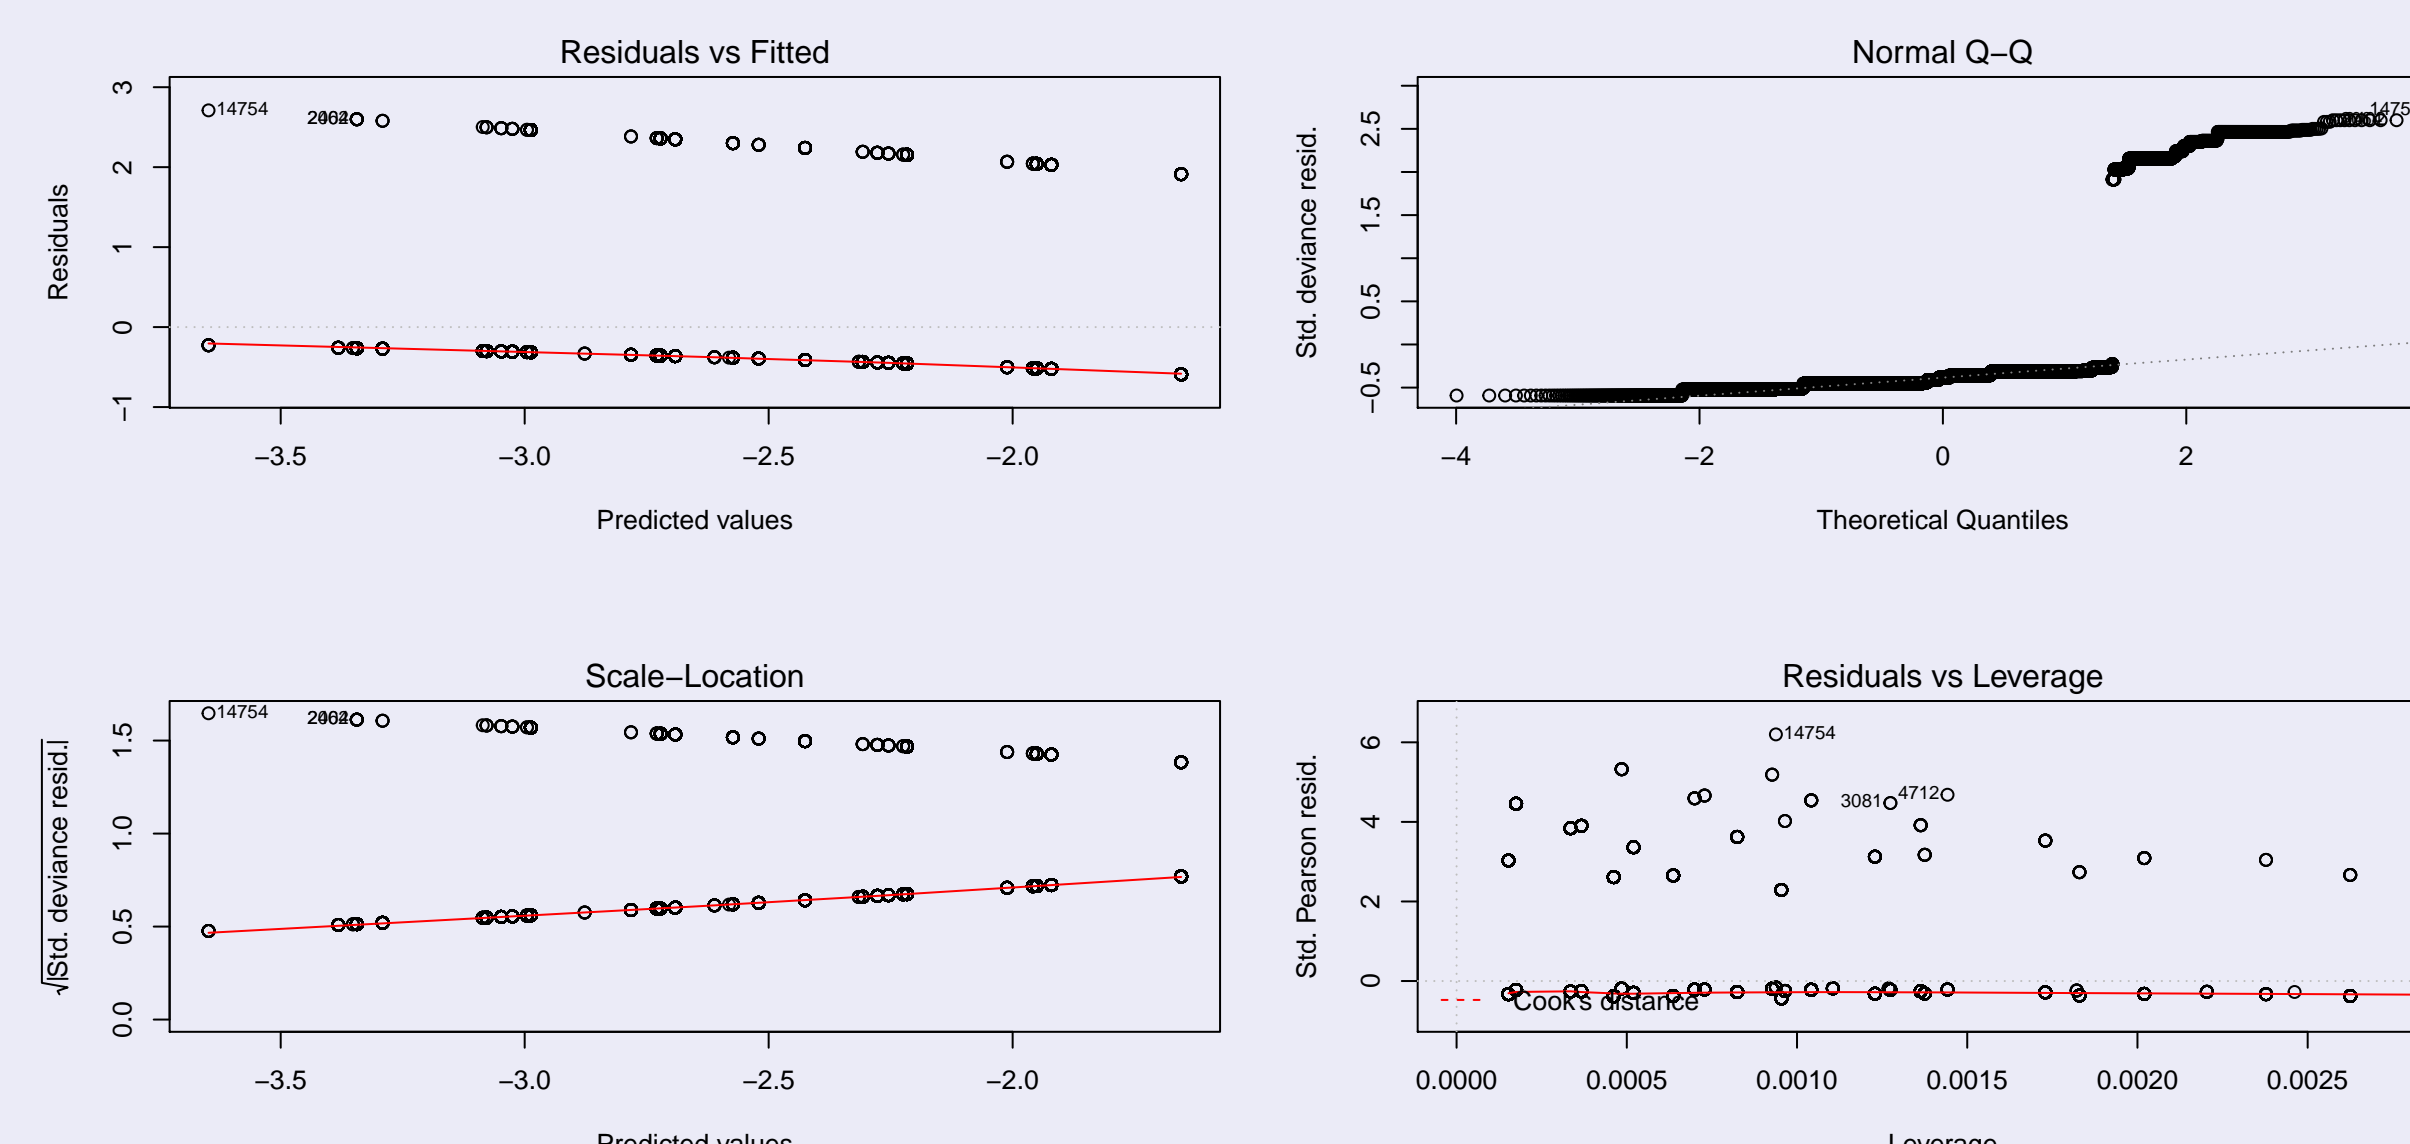 Residuals vs Fitted
Residuals
3
2
1
0
−1
14754
−3.5 −3.0 −2.5 −2.0
Predicted values
Normal Q−Q
Std. deviance resid.
2.5
1.5
0.5
−0.5
1475
−4 −2 0 2
Theoretical Quantiles
Scale−Location
√|Std. deviance resid.|
1.5
1.0
0.5
0.0
14754
−3.5 −3.0 −2.5 −2.0
Predicted values
Residuals vs Leverage
Std. Pearson resid.
6
4
2
0
14754
3081
4712
Cook's distance
0.0000 0.0005 0.0010 0.0015 0.0020 0.0025
Leverage